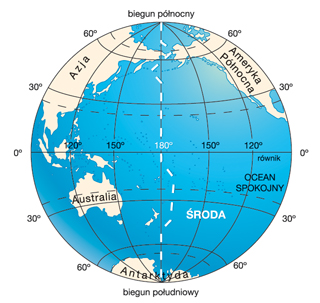 biegun północny
60° 60°
Azja
Ameryka
Północna
30° 30°
0° 120° 150° 180° 150° 120° 0°
równik
OCEAN
SPOKOJNY
Australia
ŚRODA
30° 30°
60° 60°
Antarktyda
biegun południowy